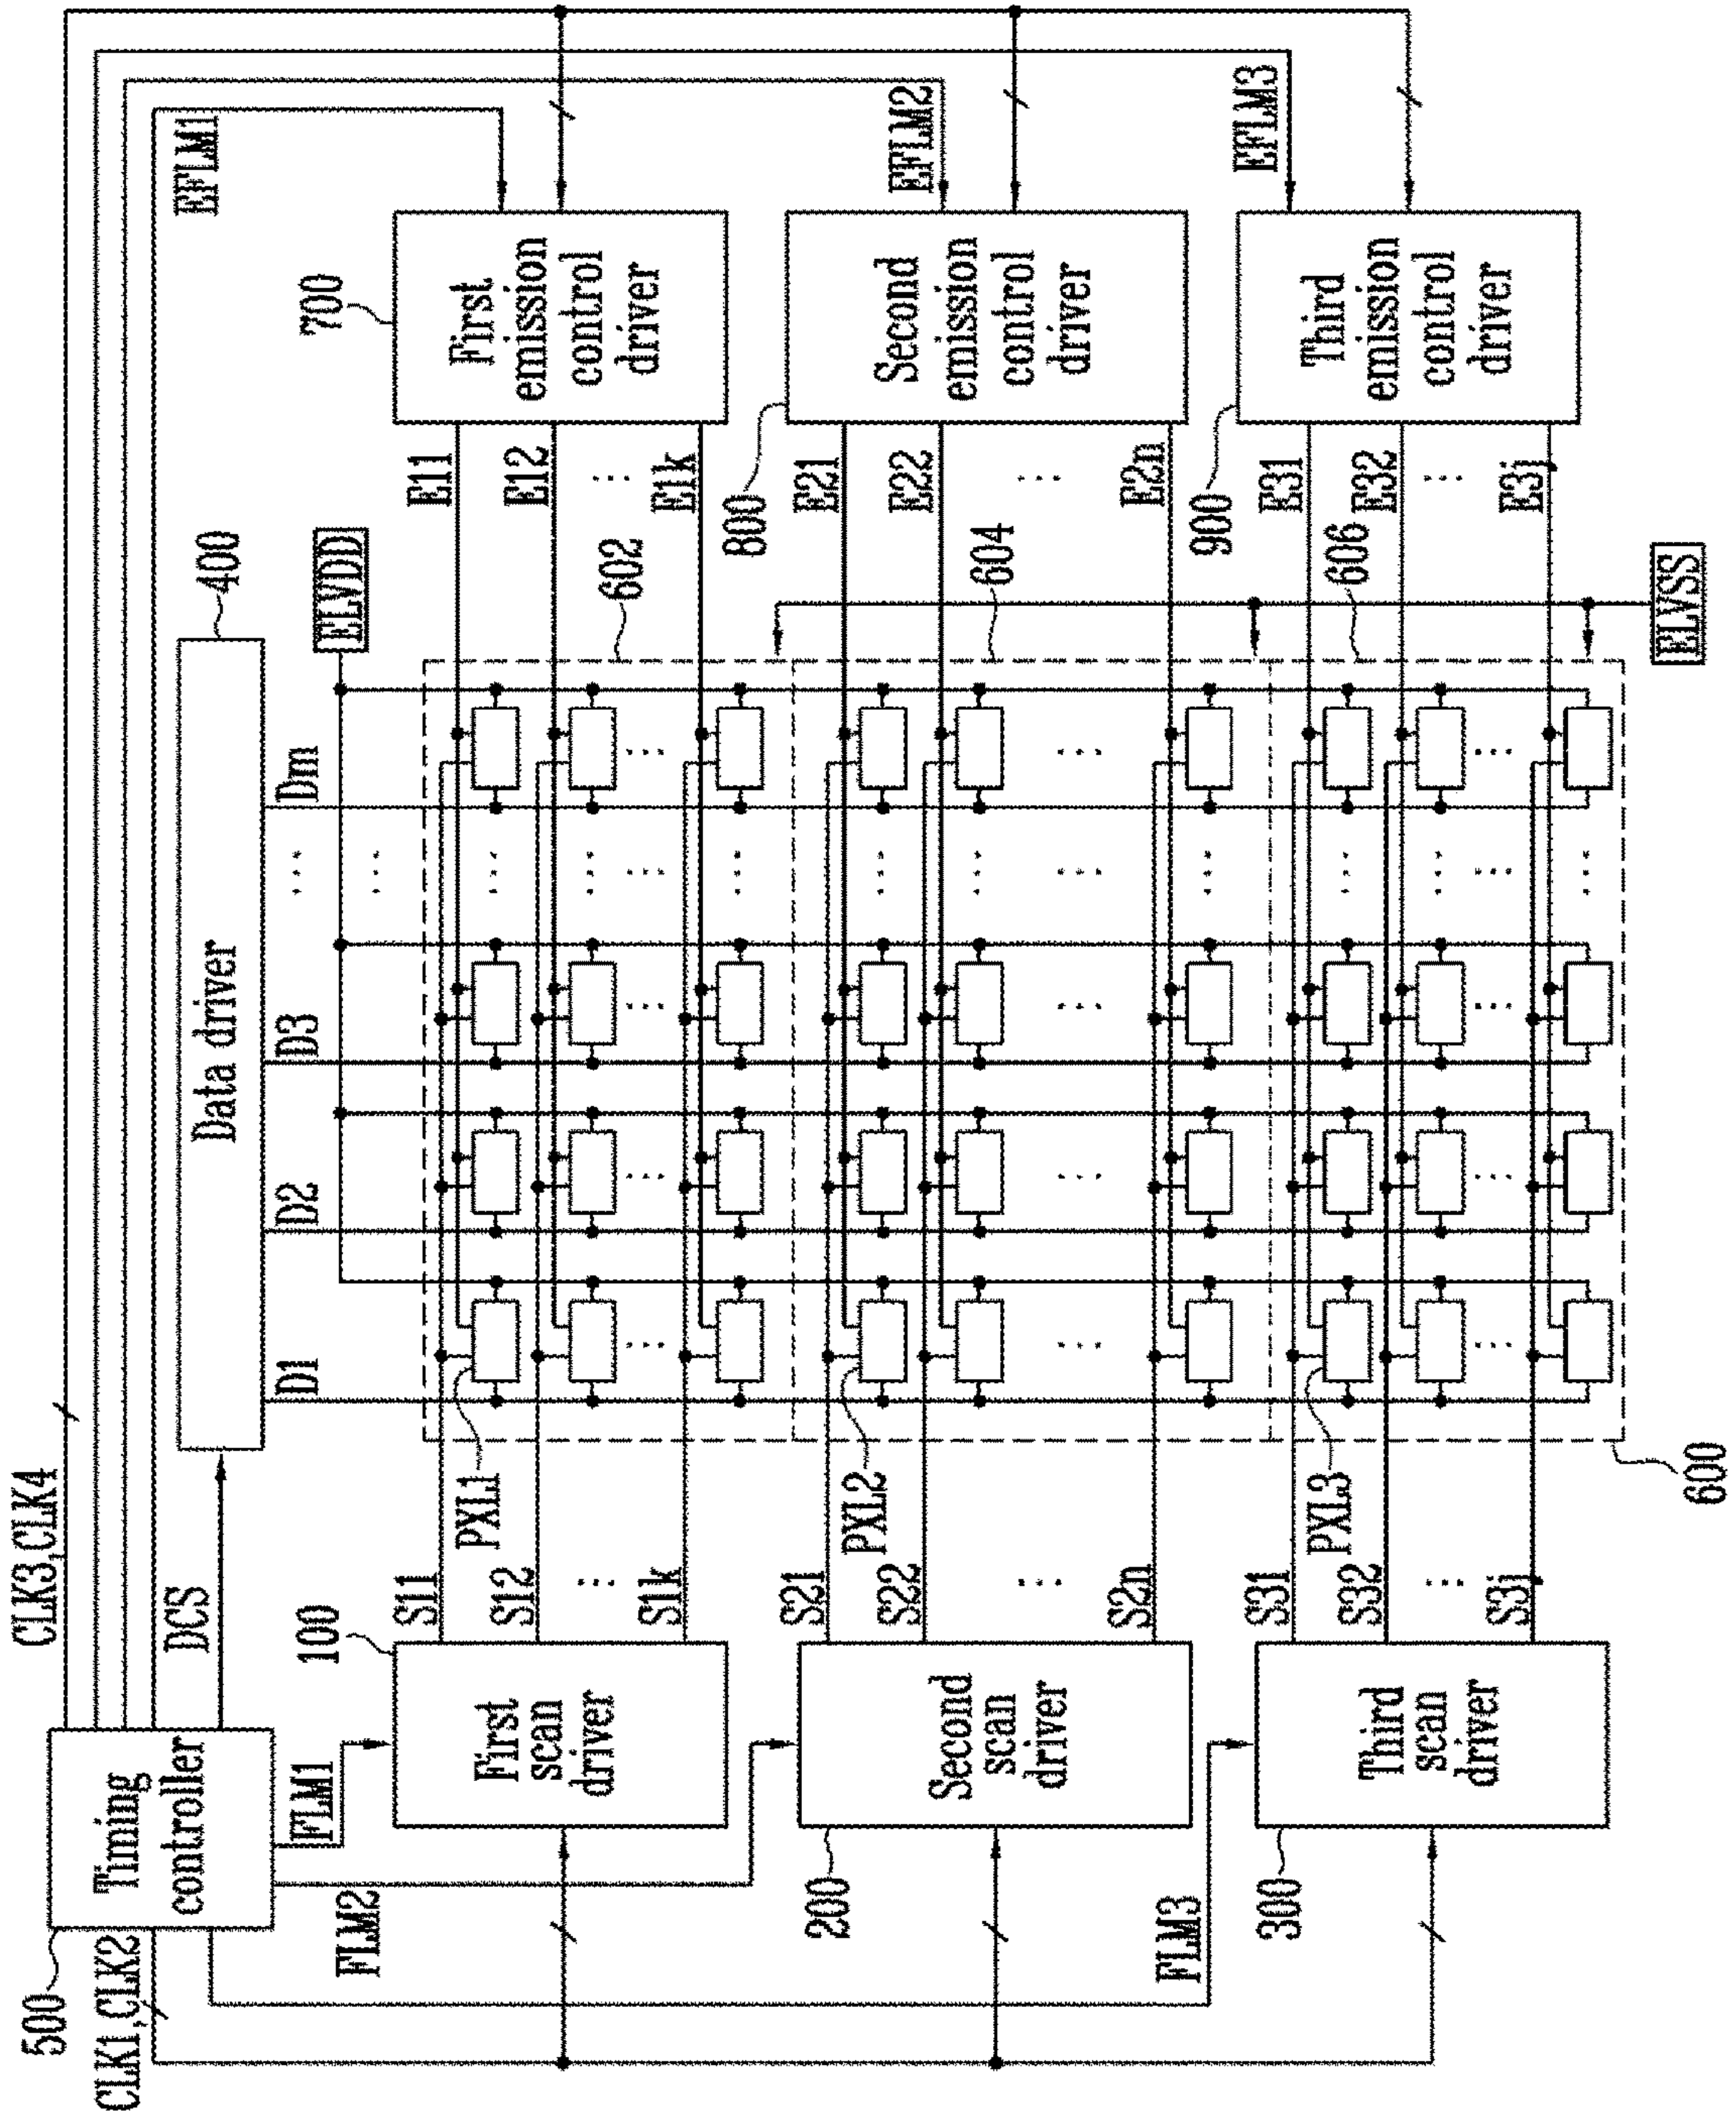 500
Timing
controller
CLK1,CLK2
CLK3,CLK4
DCS
FLM1
FLM2
FLM3
EFLM1
EFLM2
EFLM3
400
Data driver
D1
D2
D3
...
Dm
ELVDD
...
100
First
scan
driver
S11
S12
...
S1k
PXL1
602
E11
E12
...
E1k
700
First
emission
control
driver
200
Second
scan
driver
S21
S22
...
S2n
PXL2
604
E21
E22
...
E2n
800
Second
emission
control
driver
300
Third
scan
driver
S31
S32
...
S3j
PXL3
606
E31
E32
...
E3j
900
Third
emission
control
driver
600
ELVSS